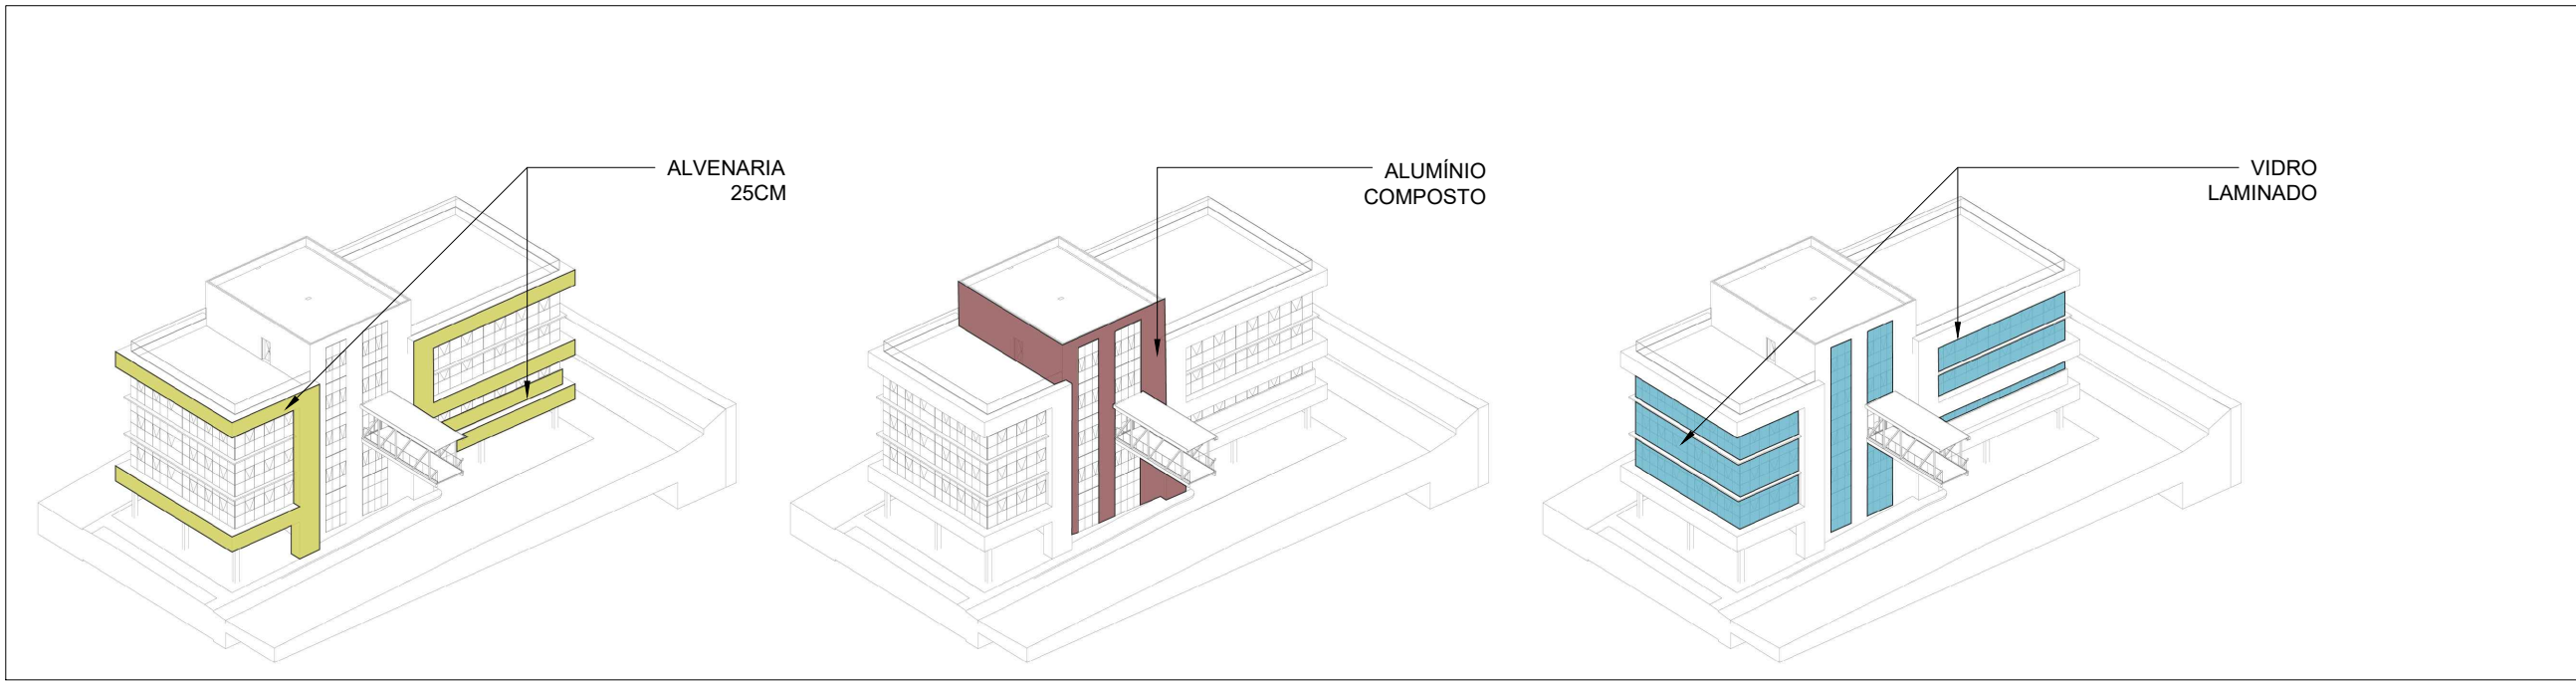 ALVENARIA
25CM
ALUMÍNIO
COMPOSTO
VIDRO
LAMINADO